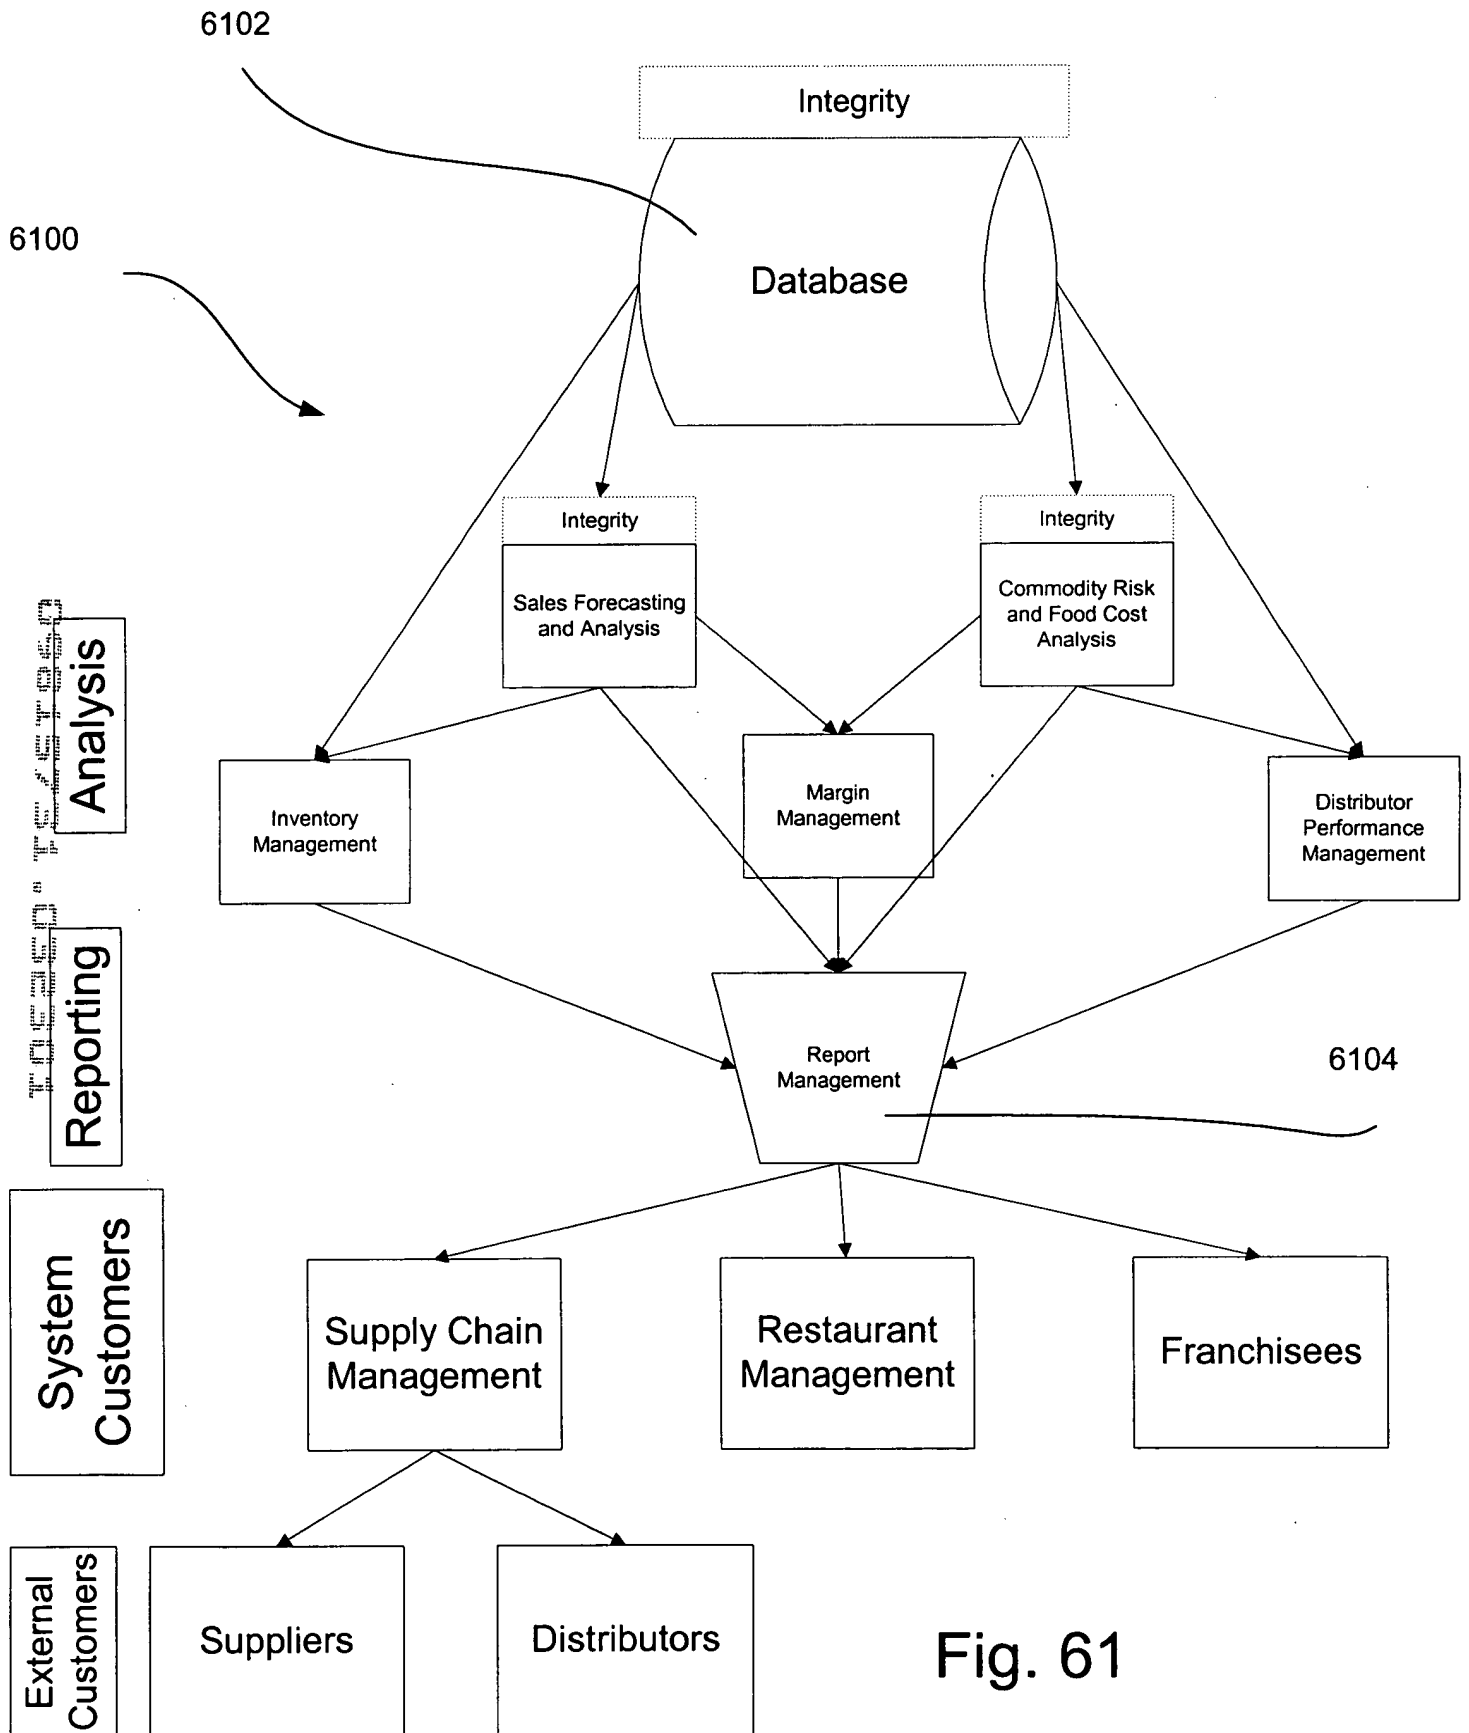 6102
Integrity
6100
Database
Integrity
Integrity
Sales Forecasting
and Analysis
Commodity Risk
and Food Cost
Analysis
Analysis
Inventory
Management
Margin
Management
Distributor
Performance
Management
Reporting
Report
Management
6104
System
Customers
Supply Chain
Management
Restaurant
Management
Franchisees
External
Customers
Suppliers
Distributors
Fig. 61